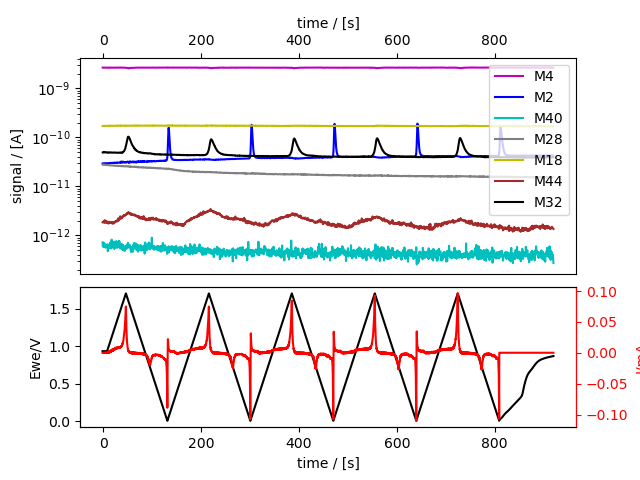 time / [s]
0 200 400 600 800
signal / [A]
10⁻⁹
10⁻¹⁰
10⁻¹¹
10⁻¹²
M4
M2
M40
M28
M18
M44
M32
Ewe/V
1.5
1.0
0.5
0.0
0.10
0.05
0.00
−0.05
−0.10
0 200 400 600 800
time / [s]